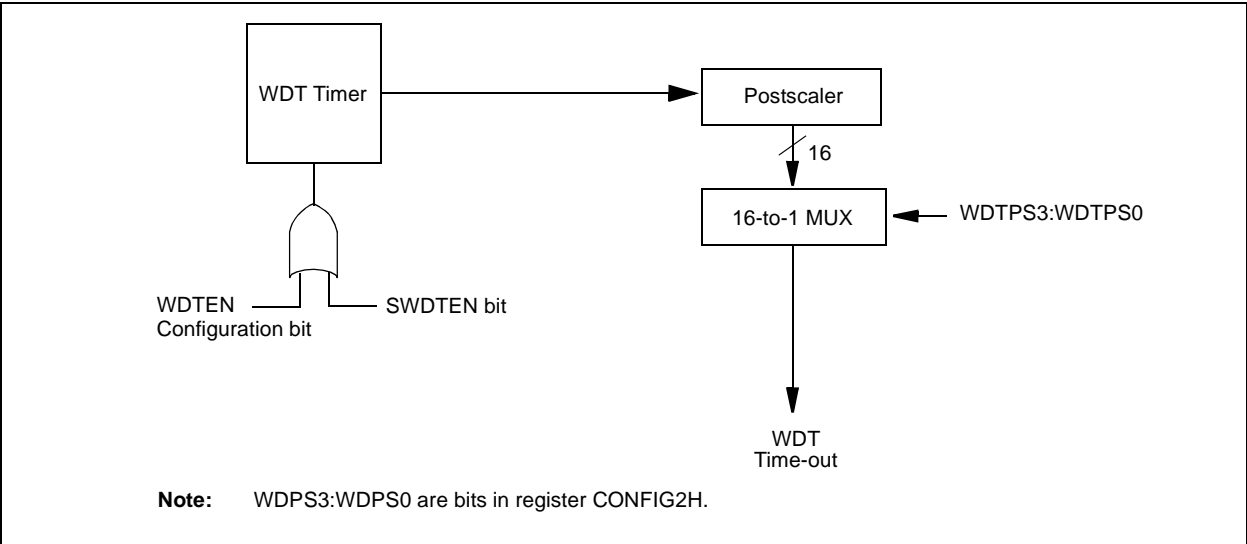 WDT Timer
Postscaler
16
16-to-1 MUX
WDTPS3:WDTPS0
WDTEN
Configuration bit
SWDTEN bit
WDT
Time-out
Note: WDPS3:WDPS0 are bits in register CONFIG2H.